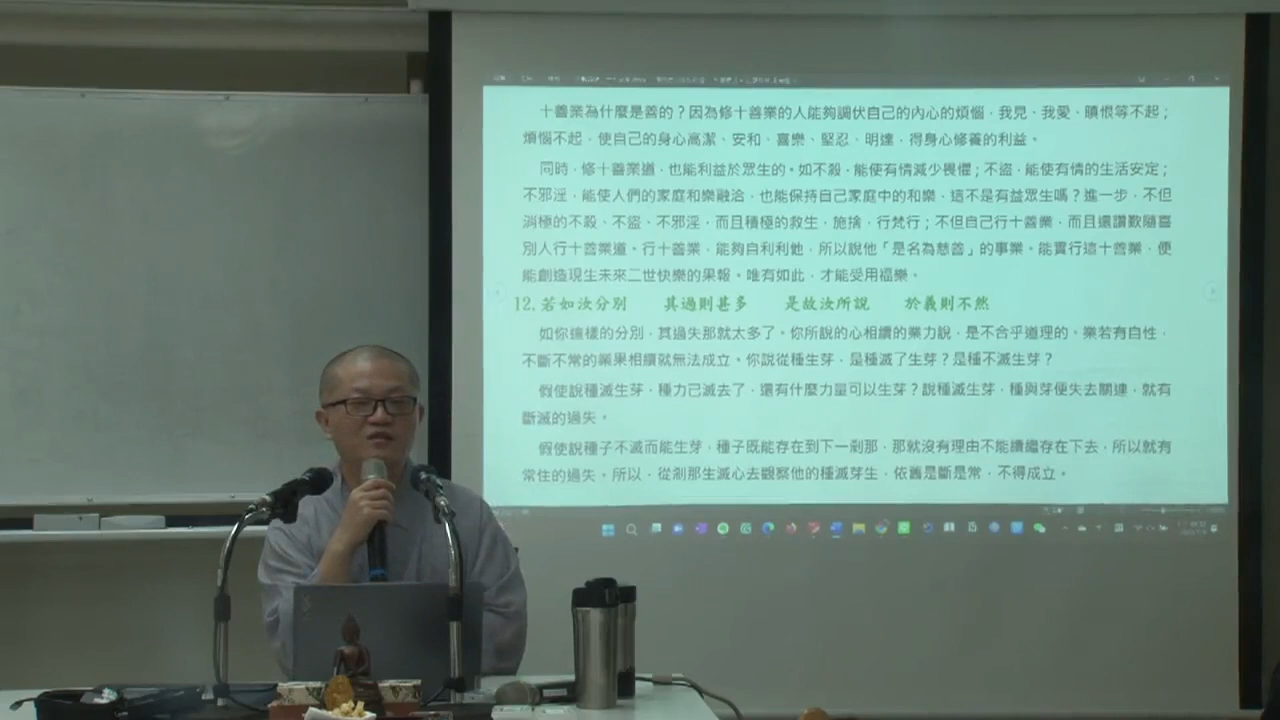 十善業為什麼是善的？因為修十善業的人能夠調伏自己的內心的煩惱，我見、我愛、瞋恨等不起；
煩惱不起，使自己的身心高潔、安和、喜樂、堅忍、明達，得身心修養的利益。
同時，修十善業道，也能利益於眾生的。如不殺，能使有情減少畏懼；不盜，能使有情的生活安定；
不邪淫，能使人們的家庭和樂融洽，也能保持自己家庭中的和樂，這不是有益眾生嗎？進一步，不但
消極的不殺、不盜、不邪淫，而且積極的救生，施捨，行梵行；不但自己行十善業，而且還讚歎隨喜
別人行十善業道。行十善業，能夠自利利他，所以說他「是名為慈善」的事業。能實行這十善業，便
能創造現生未來二世快樂的果報。唯有如此，才能受用福樂。
12.若如汝分別　其過則甚多　是故汝所說　於義則不然
如你這樣的分別，其過失那就太多了。你所說的心相續的業力說，是不合乎道理的。業若有自性，
不斷不常的業果相續就無法成立。你說從種生芽，是種滅了生芽？是種不滅生芽？
假使說種滅生芽，種力已滅去了，還有什麼力量可以生芽？說種滅生芽，種與芽便失去關連，就有
斷滅的過失。
假使說種子不滅而能生芽，種子既能存在到下一剎那，那就沒有理由不能續繼存在下去，所以就有
常住的過失。所以，從剎那生滅心去觀察他的種滅芽生，依舊是斷是常，不得成立。